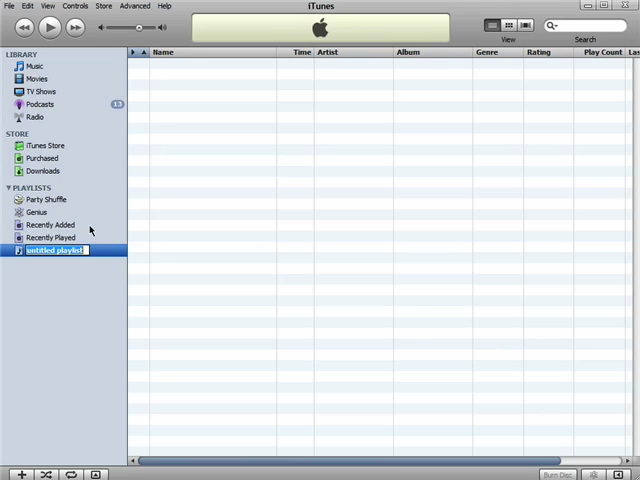 iTunes
File Edit View Controls Store Advanced Help
View
Search
LIBRARY
Music
Movies
TV Shows
Podcasts 13
Radio
STORE
iTunes Store
Purchased
Downloads
PLAYLISTS
Party Shuffle
Genius
Recently Added
Recently Played
untitled playlist
Name Time Artist Album Genre Rating Play Count Las
Burn Disc